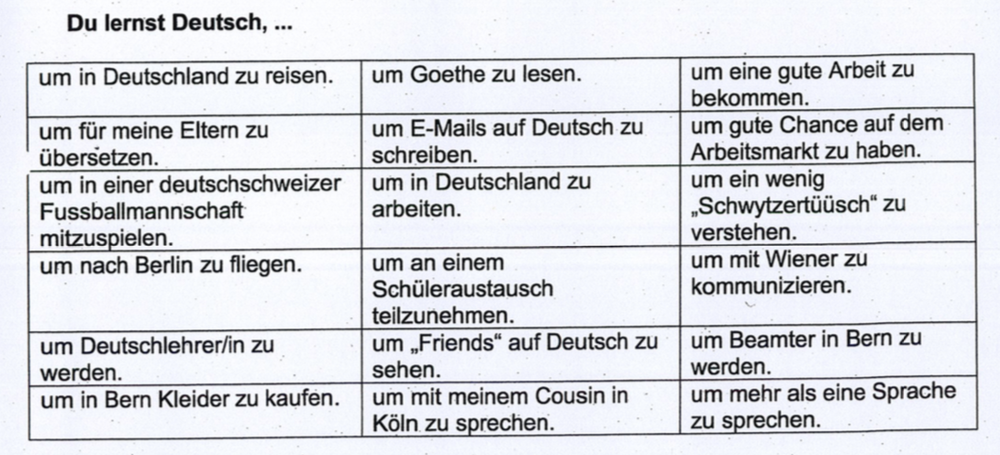 Du lernst Deutsch, ...
um in Deutschland zu reisen.
um Goethe zu lesen.
um eine gute Arbeit zu
bekommen.
um für meine Eltern zu
übersetzen.
um E-Mails auf Deutsch zu
schreiben.
um gute Chance auf dem
Arbeitsmarkt zu haben.
um in einer deutschschweizer
Fussballmannschaft
mitzuspielen.
um in Deutschland zu
arbeiten.
um ein wenig
„Schwytzertüüsch“ zu
verstehen.
um nach Berlin zu fliegen.
um an einem
Schüleraustausch
teilzunehmen.
um mit Wiener zu
kommunizieren.
um Deutschlehrer/in zu
werden.
um „Friends“ auf Deutsch zu
sehen.
um Beamter in Bern zu
werden.
um in Bern Kleider zu kaufen.
um mit meinem Cousin in
Köln zu sprechen.
um mehr als eine Sprache
zu sprechen.